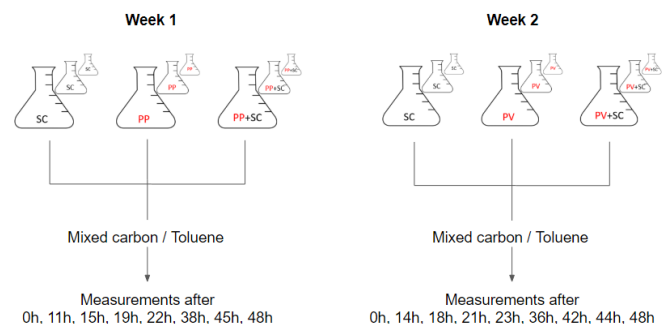 Week 1
Week 2
SC SC SC
PP PP PP
PP+SC PP+SC PP+SC
SC SC SC
PV PV PV
PV+SC PV+SC PV+SC
Mixed carbon / Toluene
Mixed carbon / Toluene
Measurements after
0h, 11h, 15h, 19h, 22h, 38h, 45h, 48h
Measurements after
0h, 14h, 18h, 21h, 23h, 36h, 42h, 44h, 48h